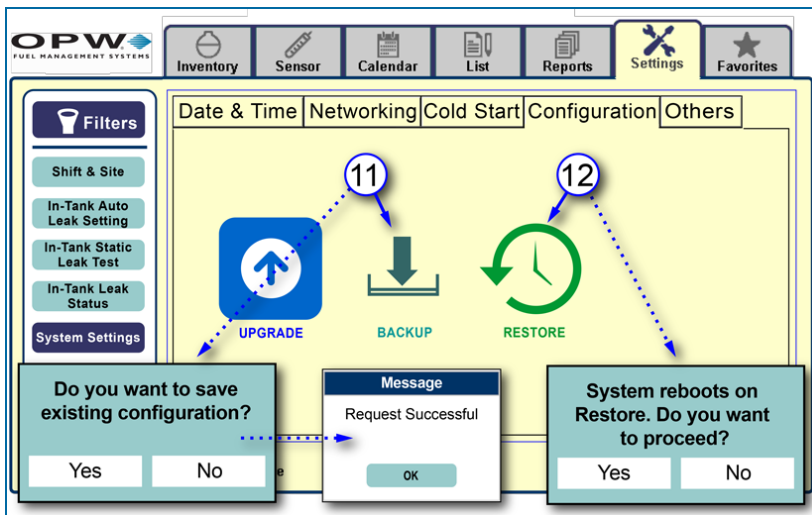 OPW
FUEL MANAGEMENT SYSTEMS
Inventory
Sensor
Calendar
List
Reports
Settings
Favorites
Filters
Date & Time
Networking
Cold Start
Configuration
Others
Shift & Site
In-Tank Auto
Leak Setting
In-Tank Static
Leak Test
In-Tank Leak
Status
System Settings
11
12
UPGRADE
BACKUP
RESTORE
Do you want to save
existing configuration?
Yes
No
Message
Request Successful
OK
System reboots on
Restore. Do you want
to proceed?
Yes
No